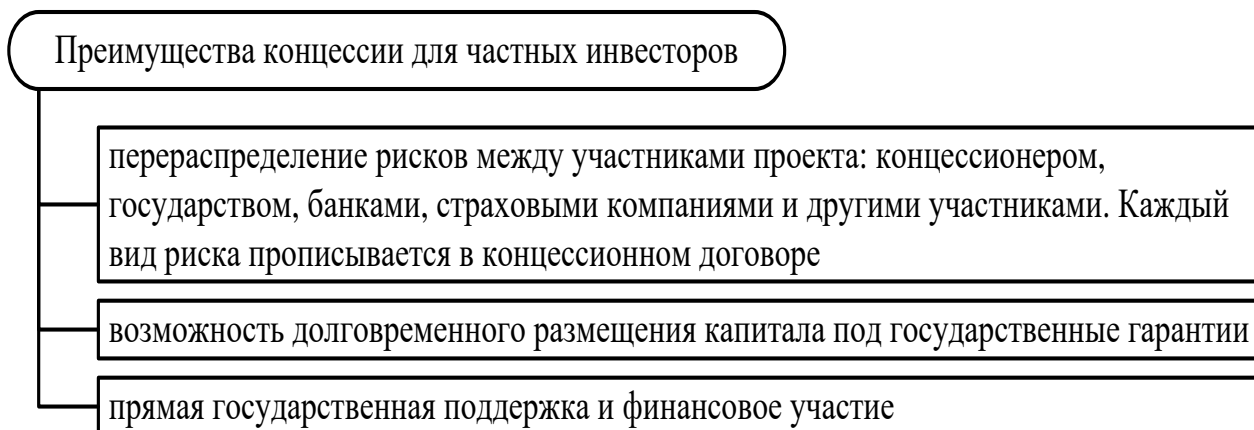 Преимущества концессии для частных инвесторов
перераспределение рисков между участниками проекта: концессионером,
государством, банками, страховыми компаниями и другими участниками. Каждый
вид риска прописывается в концессионном договоре
возможность долговременного размещения капитала под государственные гарантии
прямая государственная поддержка и финансовое участие